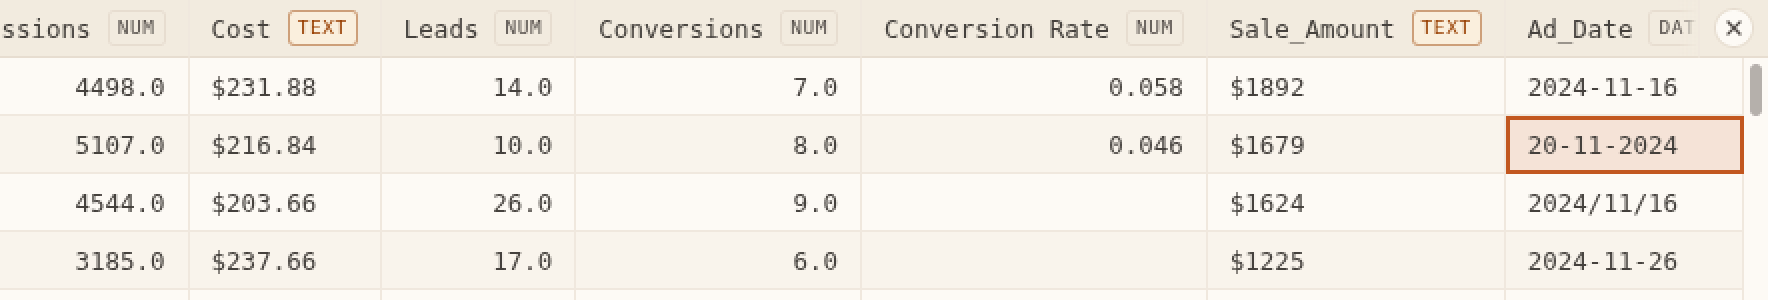 ssions NUM Cost TEXT Leads NUM Conversions NUM Conversion Rate NUM Sale_Amount TEXT Ad_Date DAT
4498.0 $231.88 14.0 7.0 0.058 $1892 2024-11-16
5107.0 $216.84 10.0 8.0 0.046 $1679 20-11-2024
4544.0 $203.66 26.0 9.0 $1624 2024/11/16
3185.0 $237.66 17.0 6.0 $1225 2024-11-26